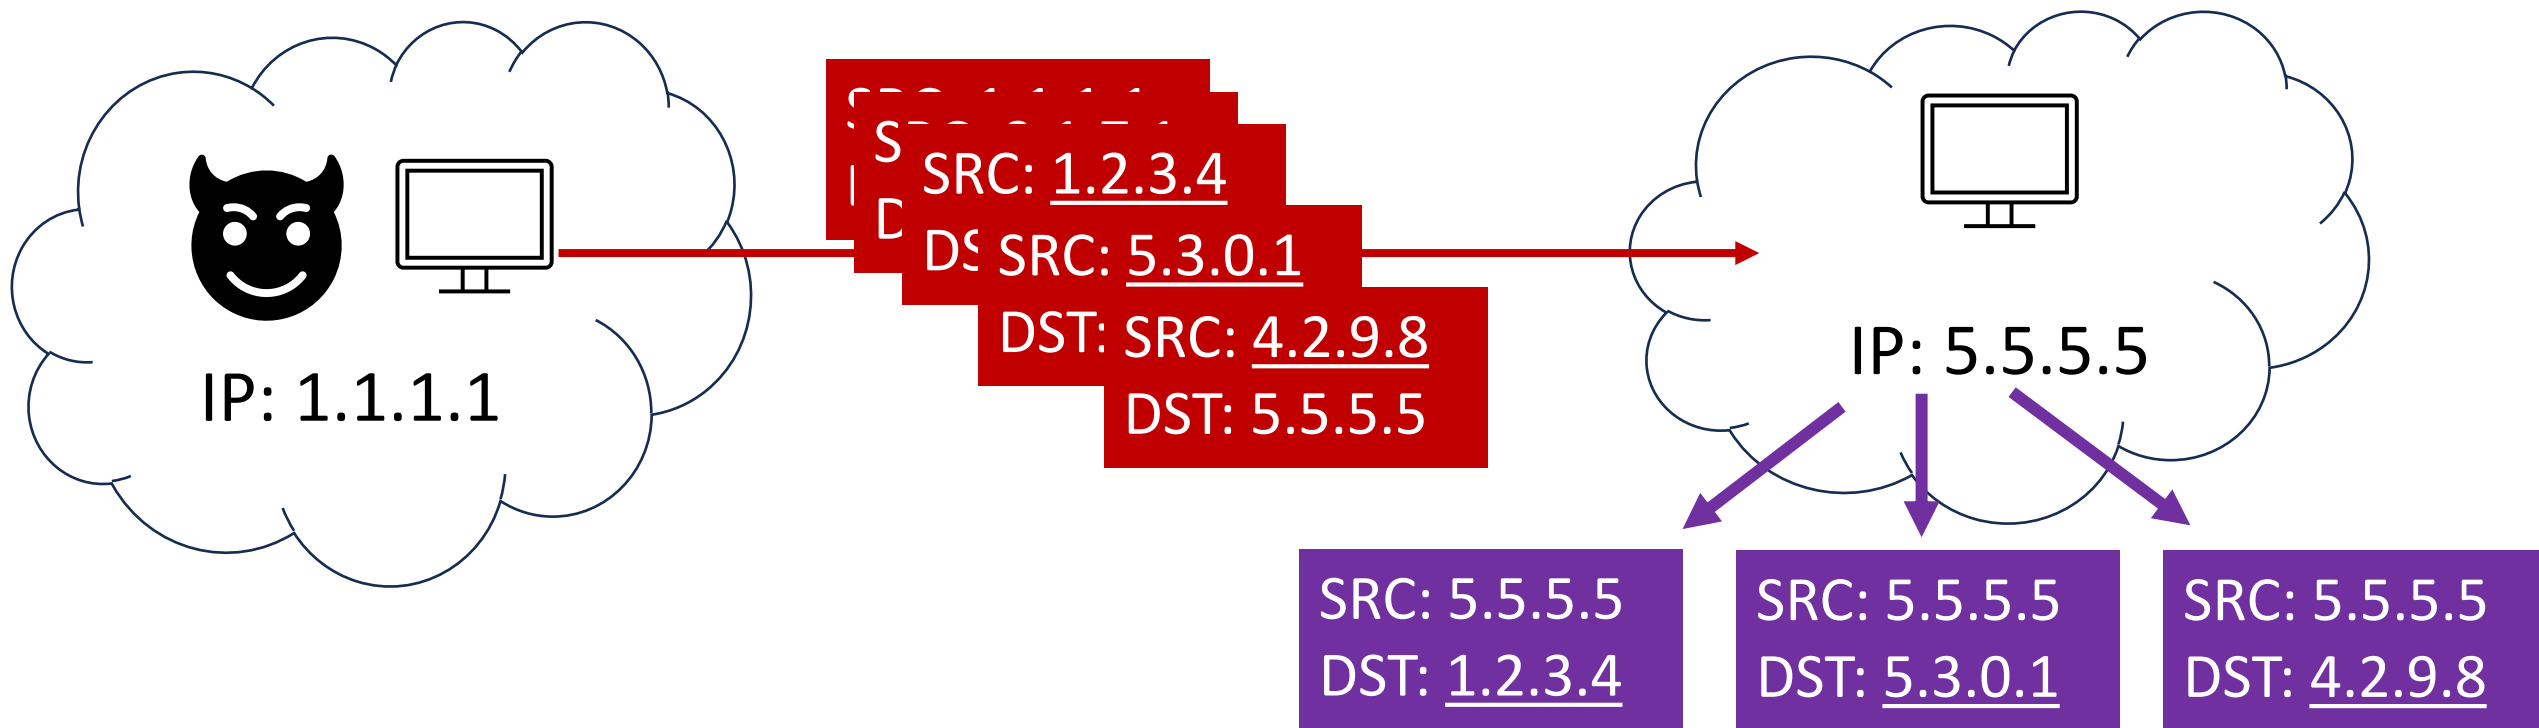 IP: 1.1.1.1
SRC: 1.2.3.4
SRC: 5.3.0.1
DST:
SRC: 4.2.9.8
DST: 5.5.5.5
IP: 5.5.5.5
SRC: 5.5.5.5
DST: 1.2.3.4
SRC: 5.5.5.5
DST: 5.3.0.1
SRC: 5.5.5.5
DST: 4.2.9.8